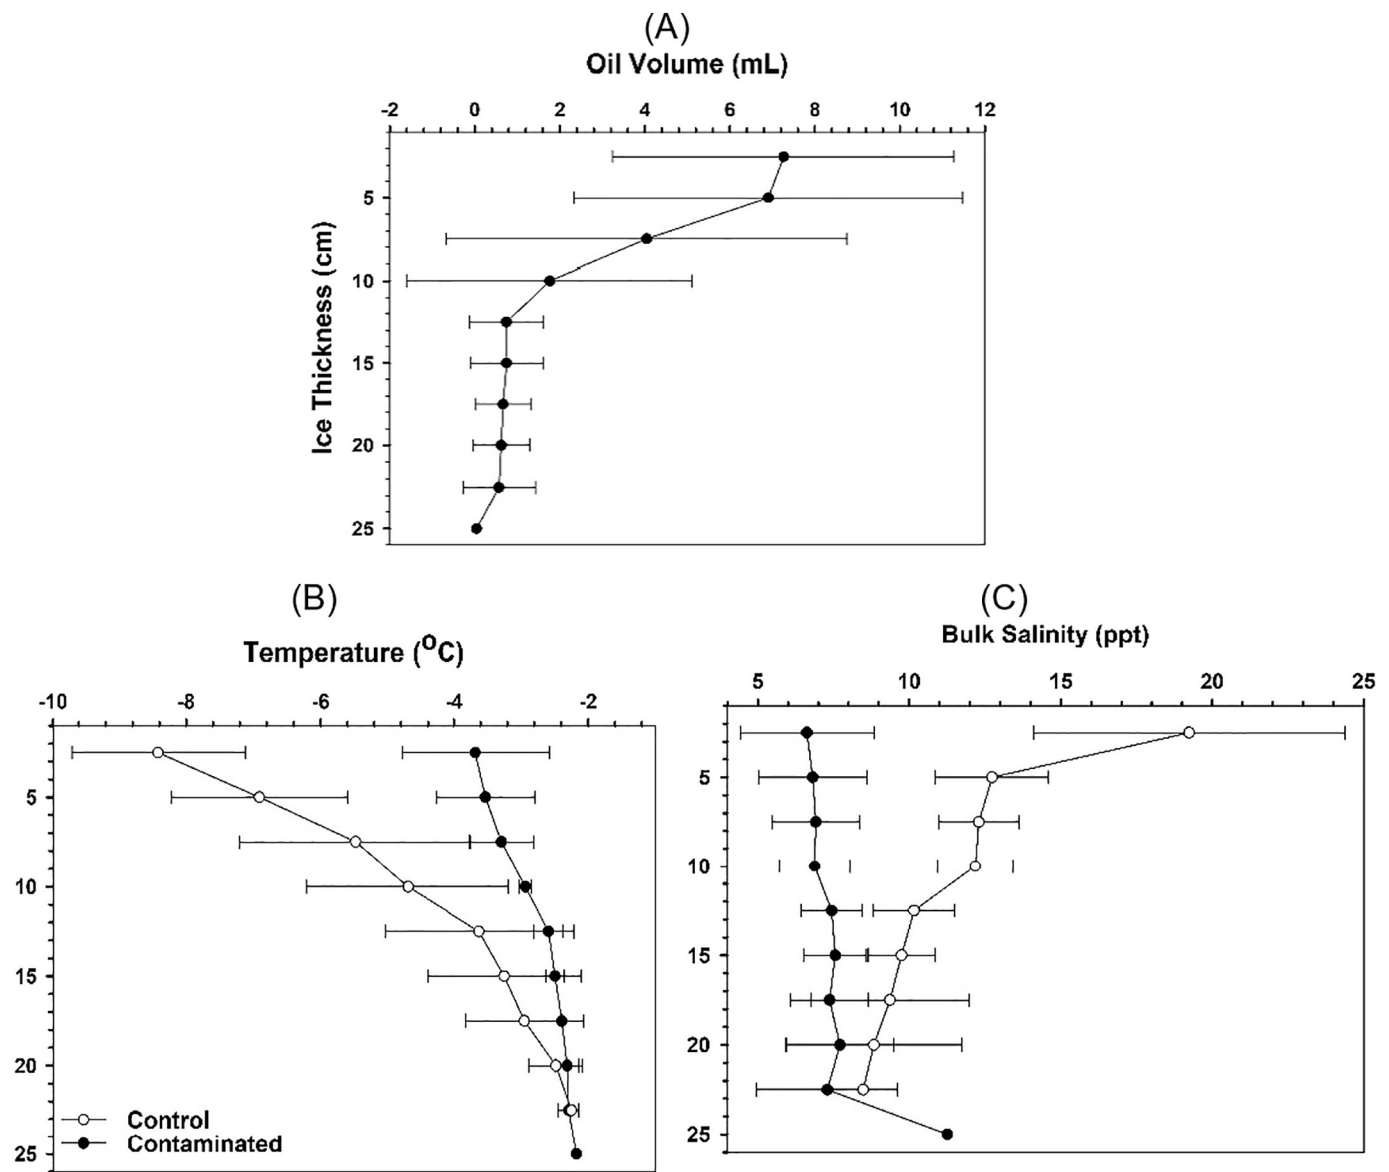 (A)
Oil Volume (mL)
-2 0 2 4 6 8 10 12
5
10
15
20
25
Ice Thickness (cm)
(B)
Temperature (°C)
-10 -8 -6 -4 -2
5
10
15
20
25
Control
Contaminated
(C)
Bulk Salinity (ppt)
5 10 15 20 25
5
10
15
20
25